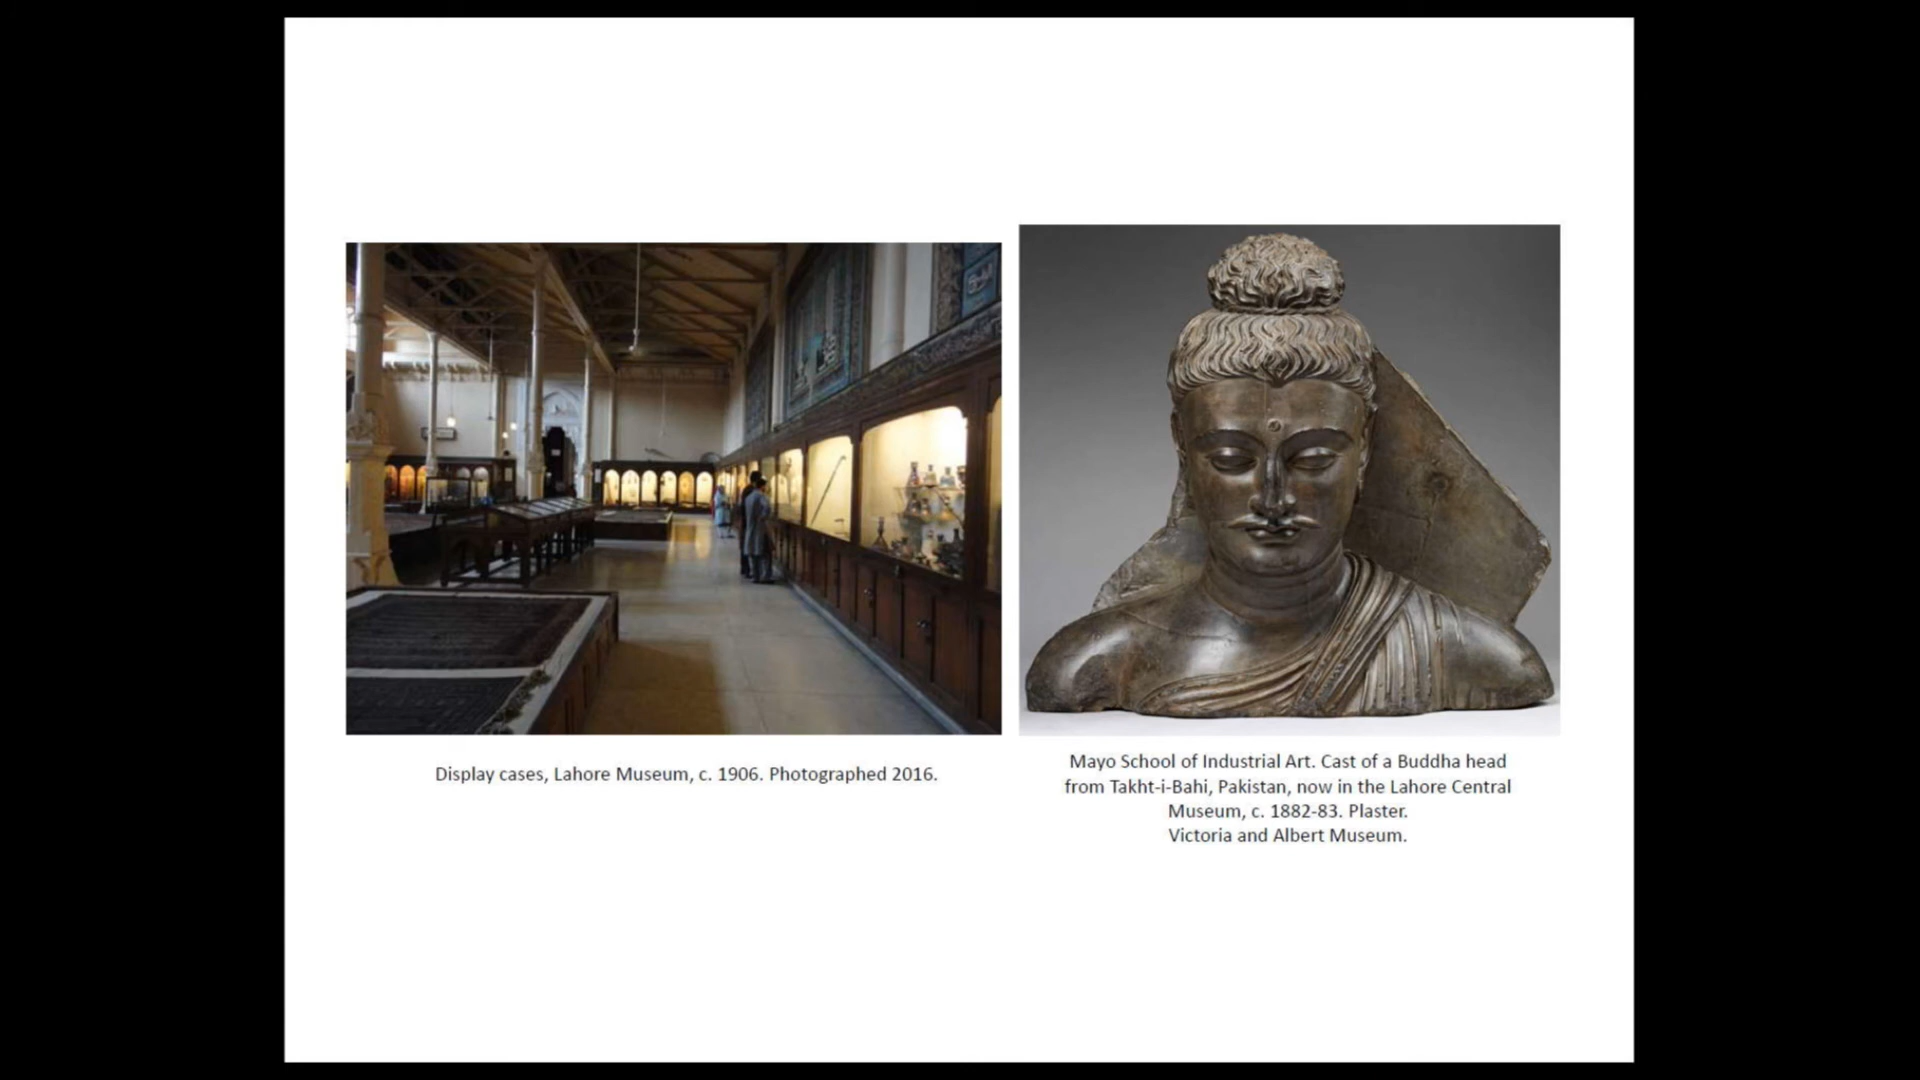 Display cases, Lahore Museum, c. 1906. Photographed 2016.
Mayo School of Industrial Art. Cast of a Buddha head
from Takht-i-Bahi, Pakistan, now in the Lahore Central
Museum, c. 1882-83. Plaster.
Victoria and Albert Museum.